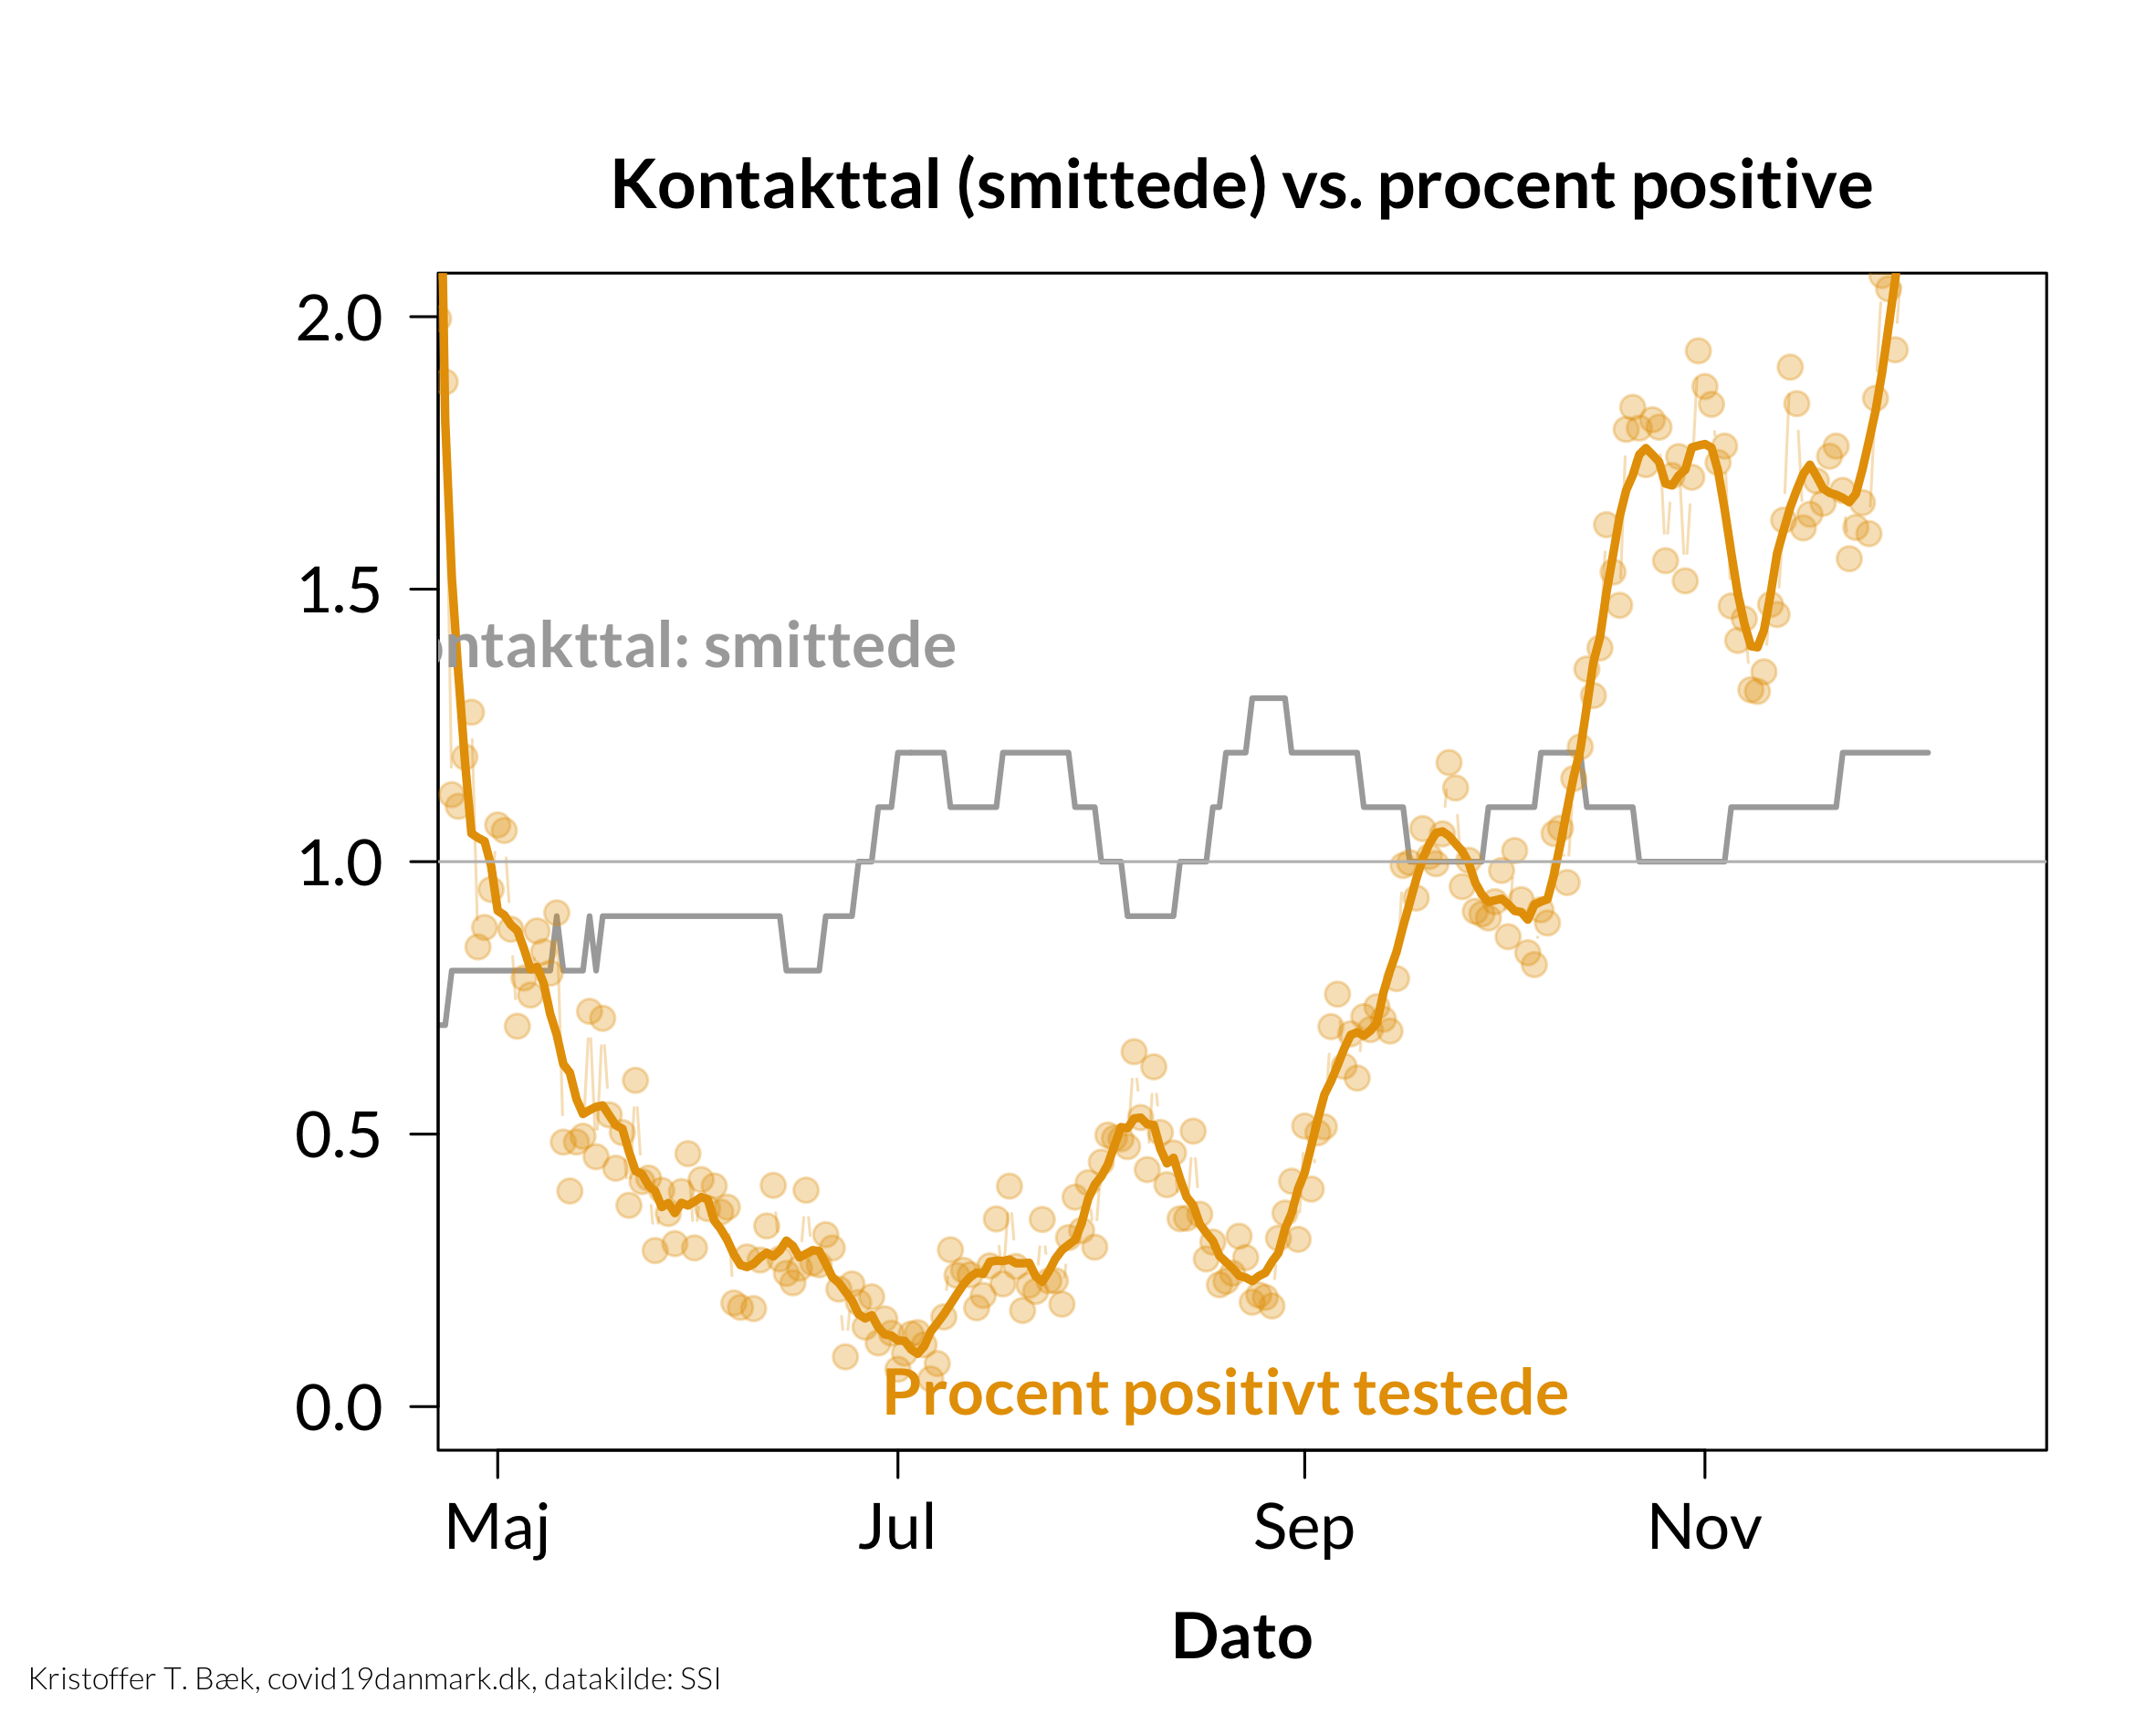 Kontakttal (smittede) vs. procent positive
2.0
1.5
ntakttal: smittede
1.0
0.5
Procent positivt testede
0.0
Maj Jul Sep Nov
Dato
Kristoffer T. Bæk, covid19danmark.dk, datakilde: SSI